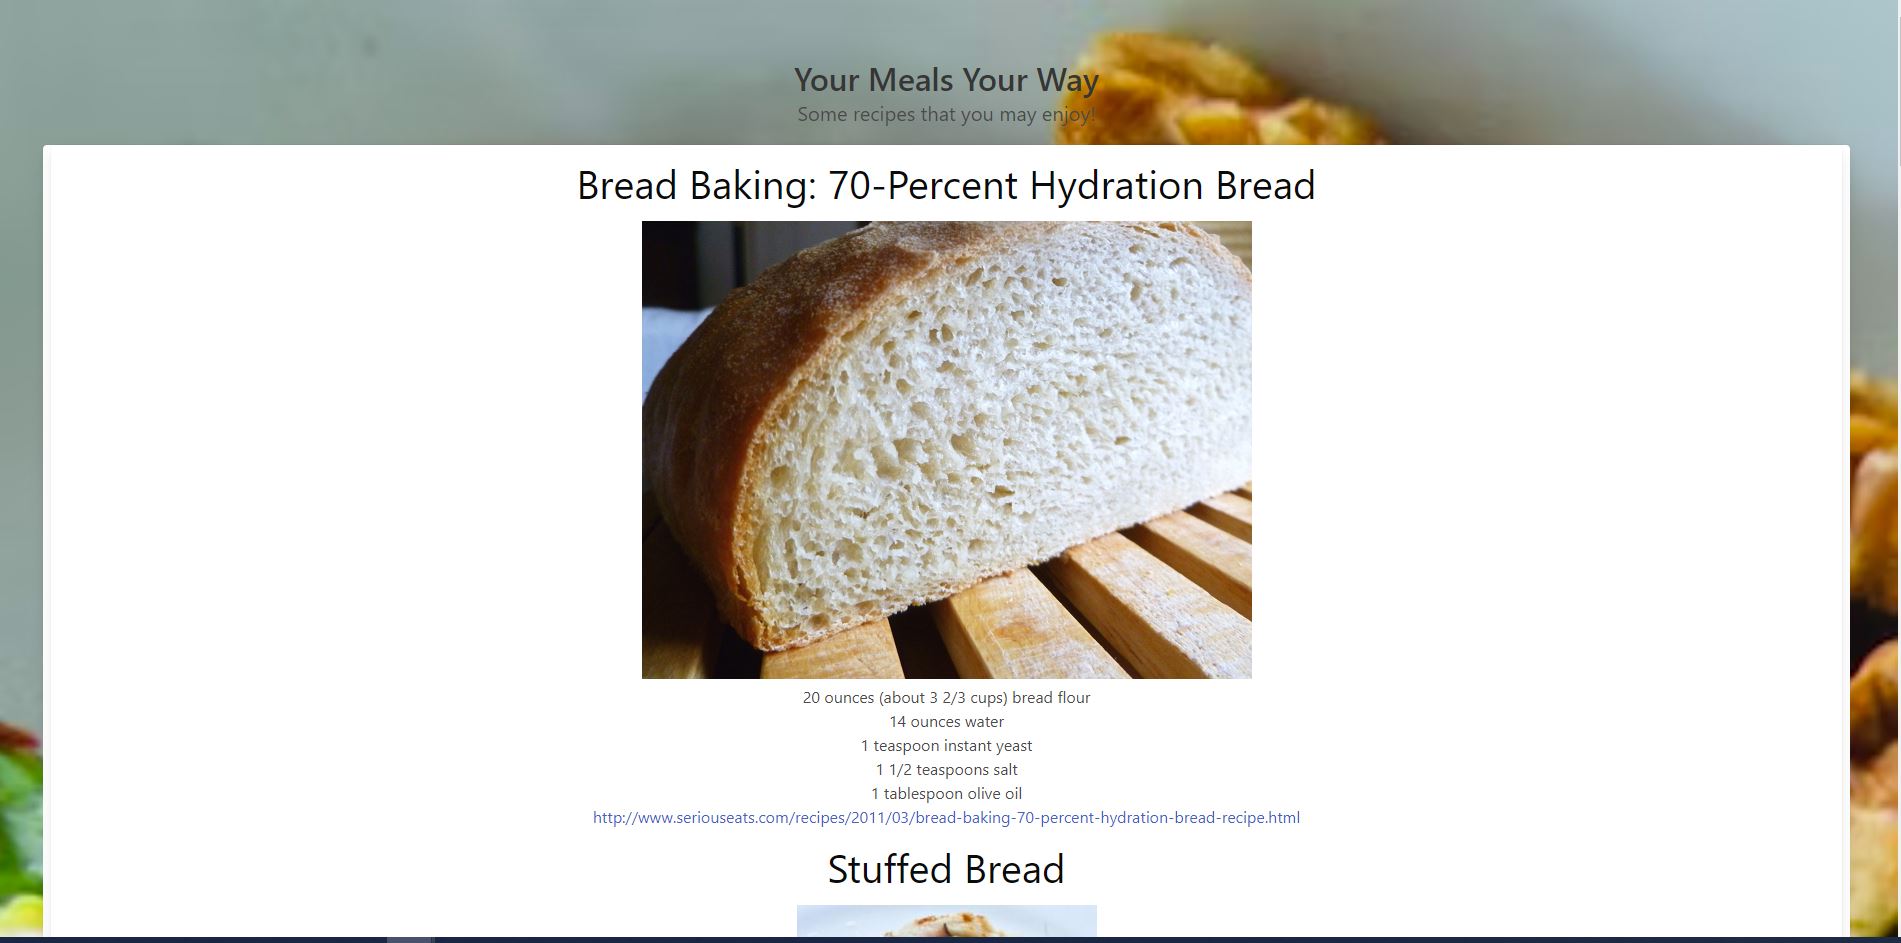 Your Meals Your Way
Some recipes that you may enjoy!
Bread Baking: 70-Percent Hydration Bread
20 ounces (about 3 2/3 cups) bread flour
14 ounces water
1 teaspoon instant yeast
1 1/2 teaspoons salt
1 tablespoon olive oil
http://www.seriouseats.com/recipes/2011/03/bread-baking-70-percent-hydration-bread-recipe.html
Stuffed Bread